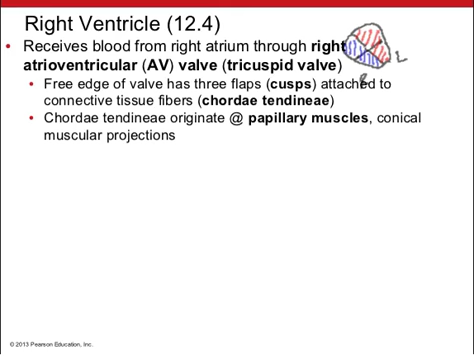 Right Ventricle (12.4)
• Receives blood from right atrium through right
atrioventricular (AV) valve (tricuspid valve)
• Free edge of valve has three flaps (cusps) attached to
connective tissue fibers (chordae tendineae)
• Chordae tendineae originate @ papillary muscles, conical
muscular projections
L
R
© 2013 Pearson Education, Inc.